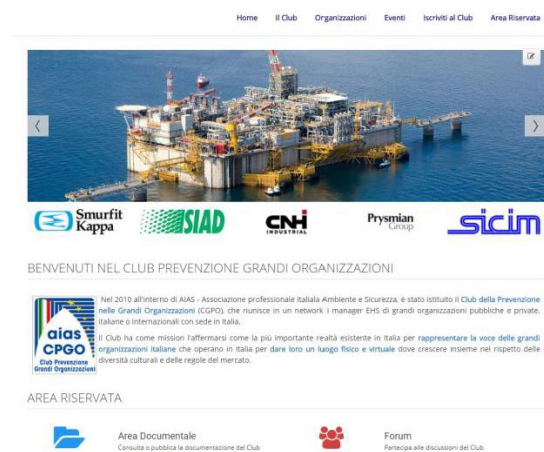 Home Il Club Organizzazioni Eventi Iscriviti al Club Area Riservata
Smurfit Kappa SIAD CNH INDUSTRIAL Prysmian Group sicim
BENVENUTI NEL CLUB PREVENZIONE GRANDI ORGANIZZAZIONI
aias
CPGO
Club Prevenzione
Grandi Organizzazioni
Nel 2010 all'interno di AIAS - Associazione professionale Italiala Ambiente e Sicurezza, è stato istituito il Club della Prevenzione
nelle Grandi Organizzazioni (CGPO), che riunisce in un network i manager EHS di grandi organizzazioni pubbliche e private,
italiane o internazionali con sede in Italia.
Il Club ha come mission l'affermarsi come la più importante realtà esistente in Italia per rappresentare la voce delle grandi
organizzazioni italiane che operano in Italia per dare loro un luogo fisico e virtuale dove crescere insieme nel rispetto delle
diversità culturali e delle regole del mercato.
AREA RISERVATA
Area Documentale
Consulta o pubblica la documentazione del Club
Forum
Partecipa alle discussioni del Club